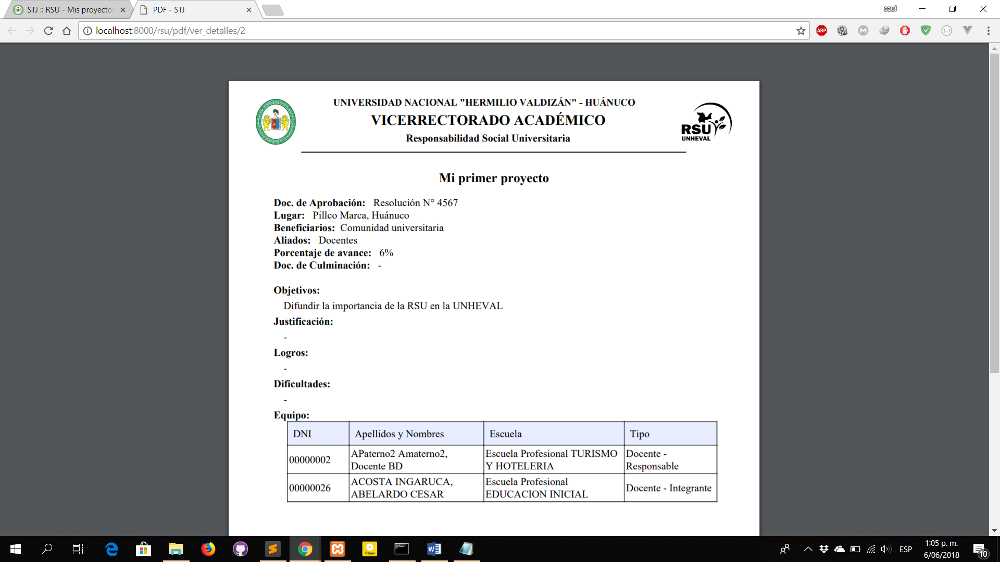 STJ :: RSU - Mis proyectos
PDF - STJ
saul
localhost:8000/rsu/pdf/ver_detalles/2
ABP
M
UNIVERSIDAD NACIONAL "HERMILIO VALDIZÁN" - HUÁNUCO
VICERRECTORADO ACADÉMICO
Responsabilidad Social Universitaria
RSU
UNHEVAL
Mi primer proyecto
Doc. de Aprobación: Resolución N° 4567
Lugar: Pillco Marca, Huánuco
Beneficiarios: Comunidad universitaria
Aliados: Docentes
Porcentaje de avance: 6%
Doc. de Culminación: -
Objetivos:
Difundir la importancia de la RSU en la UNHEVAL
Justificación:
-
Logros:
-
Dificultades:
-
Equipo:
DNI Apellidos y Nombres Escuela Tipo
00000002 APaterno2 Amaterno2, Docente BD Escuela Profesional TURISMO Y HOTELERIA Docente - Responsable
00000026 ACOSTA INGARUCA, ABELARDO CESAR Escuela Profesional EDUCACION INICIAL Docente - Integrante
Player
ESP
1:05 p. m.
6/06/2018
10